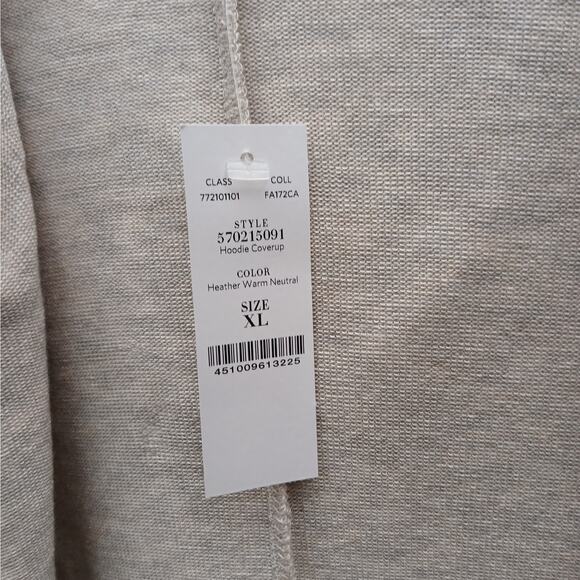 CLASS COLL
772101101 FA172CA
STYLE
570215091
Hoodie Coverup
COLOR
Heather Warm Neutral
SIZE
XL
451009613225